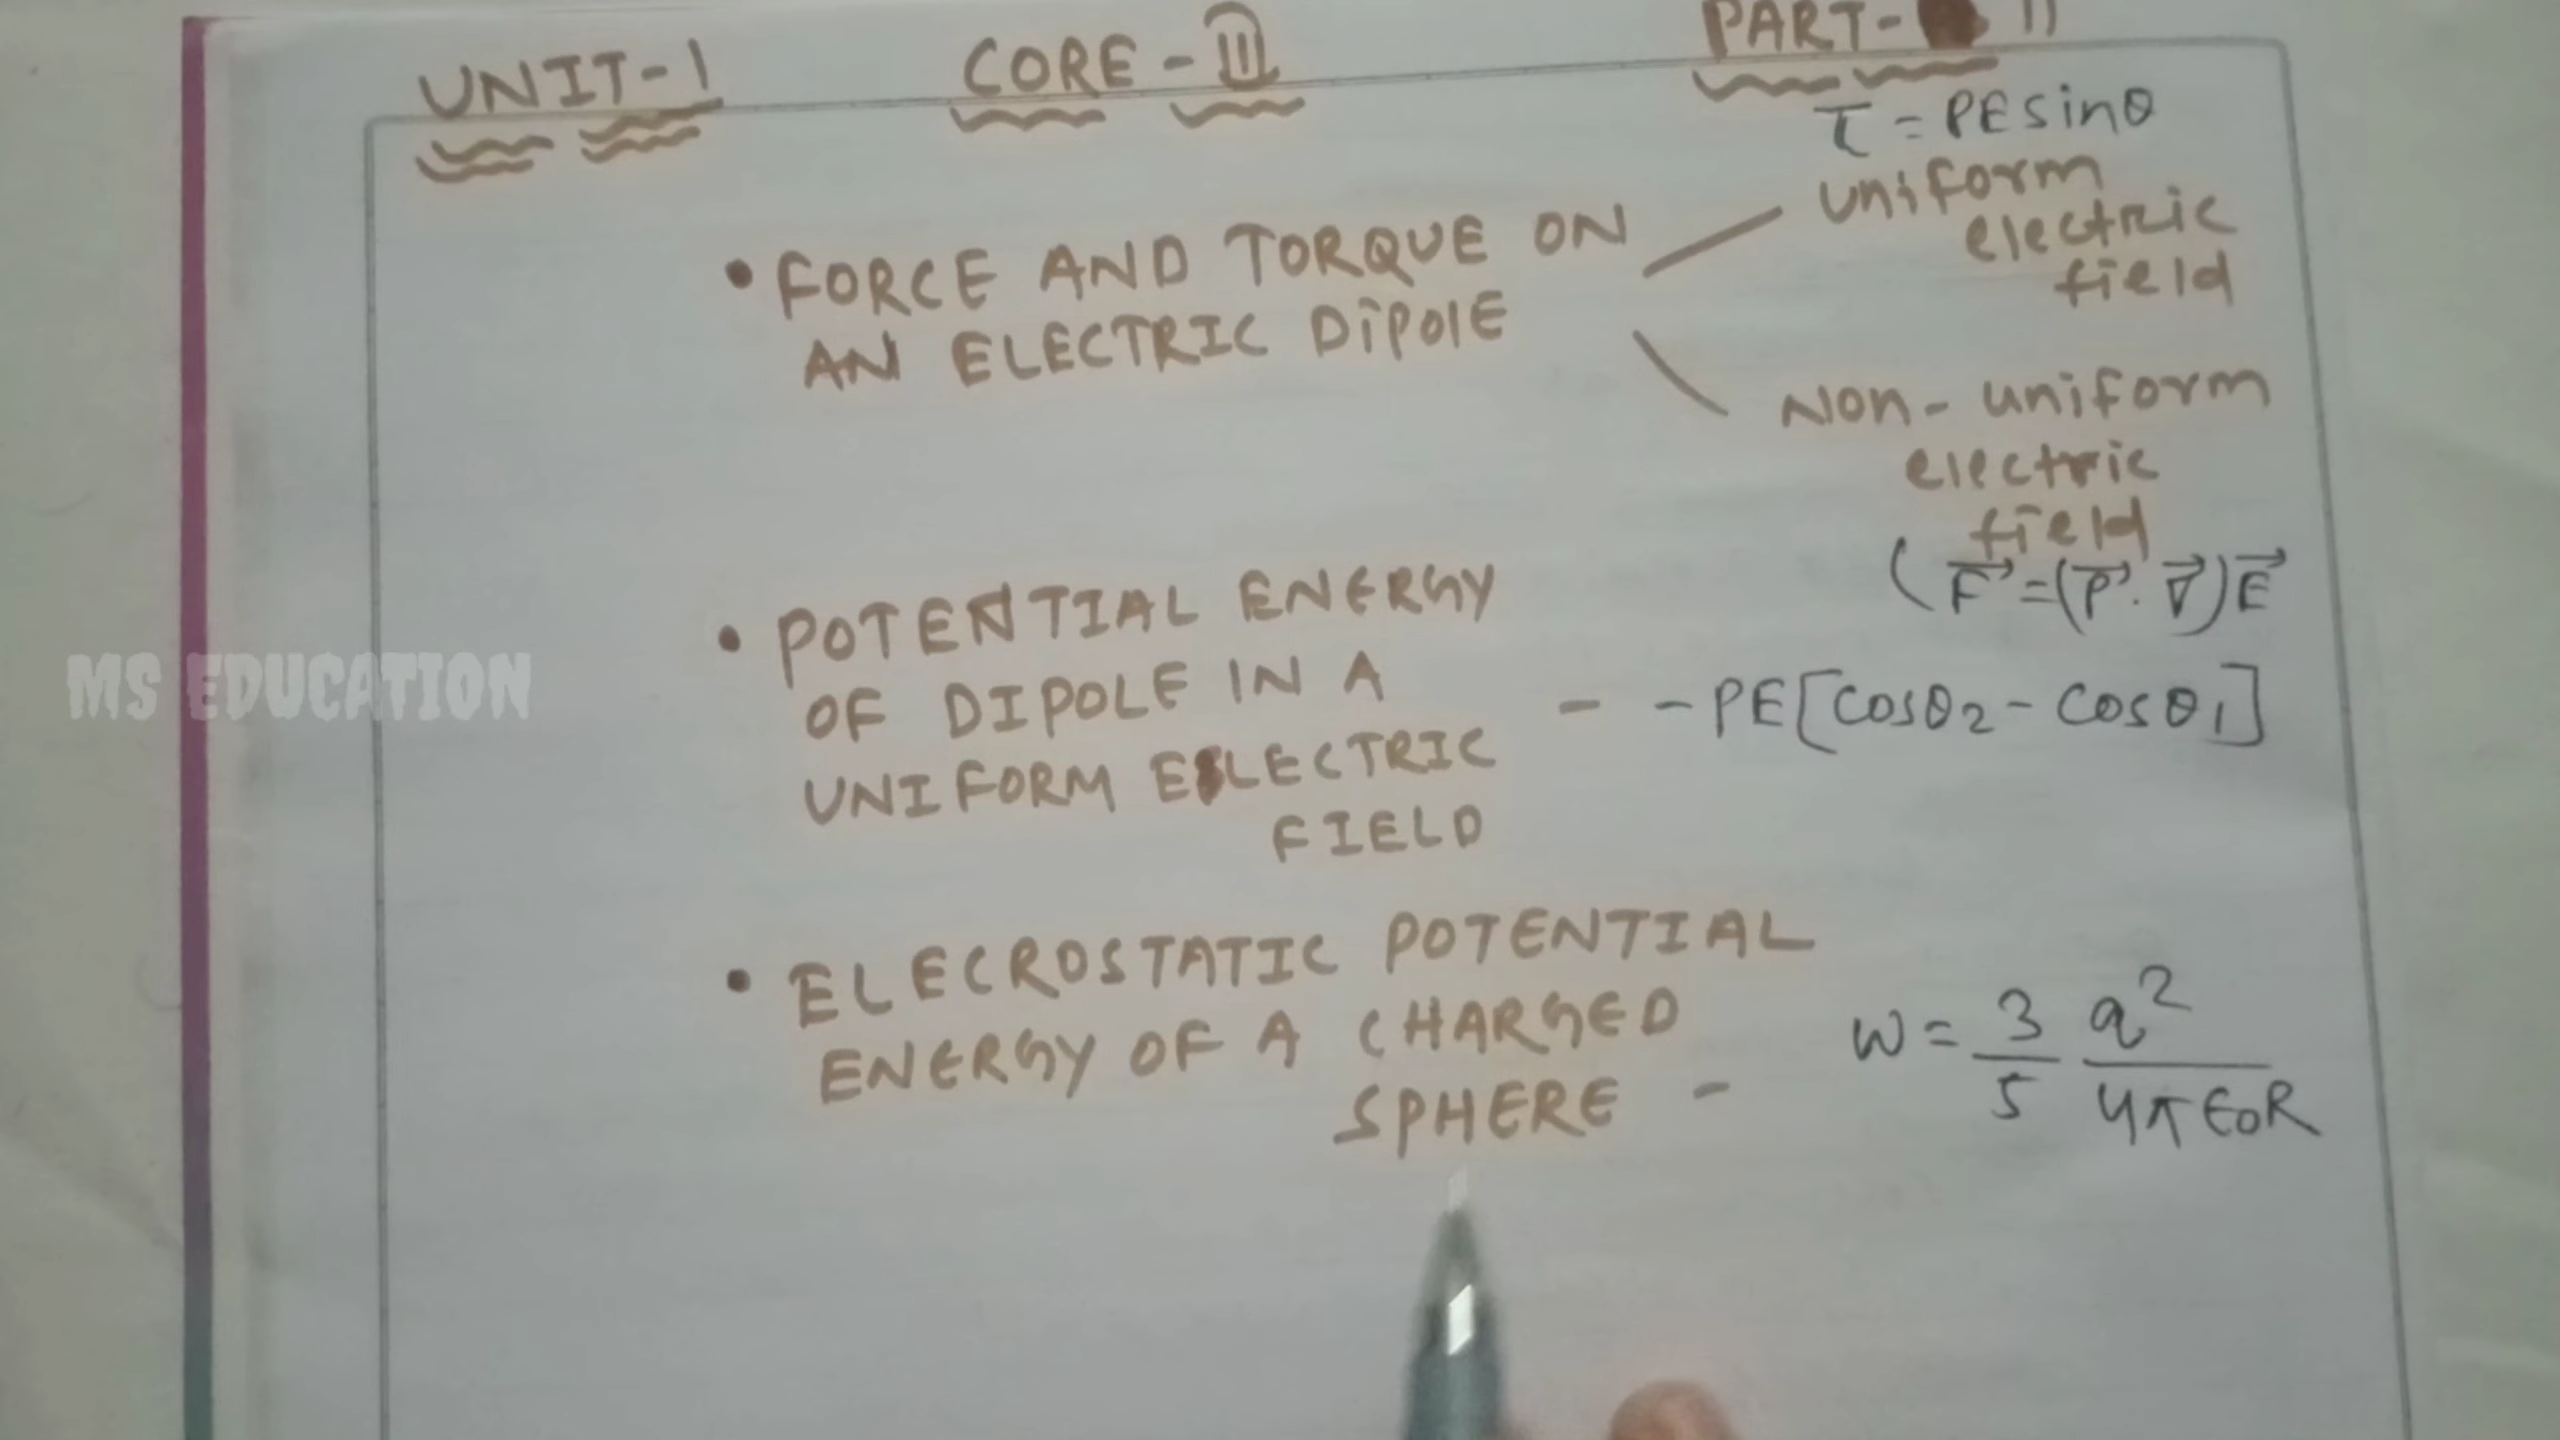 UNIT-1 CORE-III PART- II
τ = PE sinθ
• FORCE AND TORQUE ON
AN ELECTRIC DIPOLE
uniform
electric
field
Non-uniform
electric
field
(F⃗ = (P⃗ · ∇⃗)E⃗
• POTENTIAL ENERGY
OF DIPOLE IN A
UNIFORM ELECTRIC
FIELD
- -PE[cosθ2 - cosθ1]
• ELECROSTATIC POTENTIAL
ENERGY OF A CHARGED
SPHERE -
W = 3/5 q²/4πε0R
MS EDUCATION